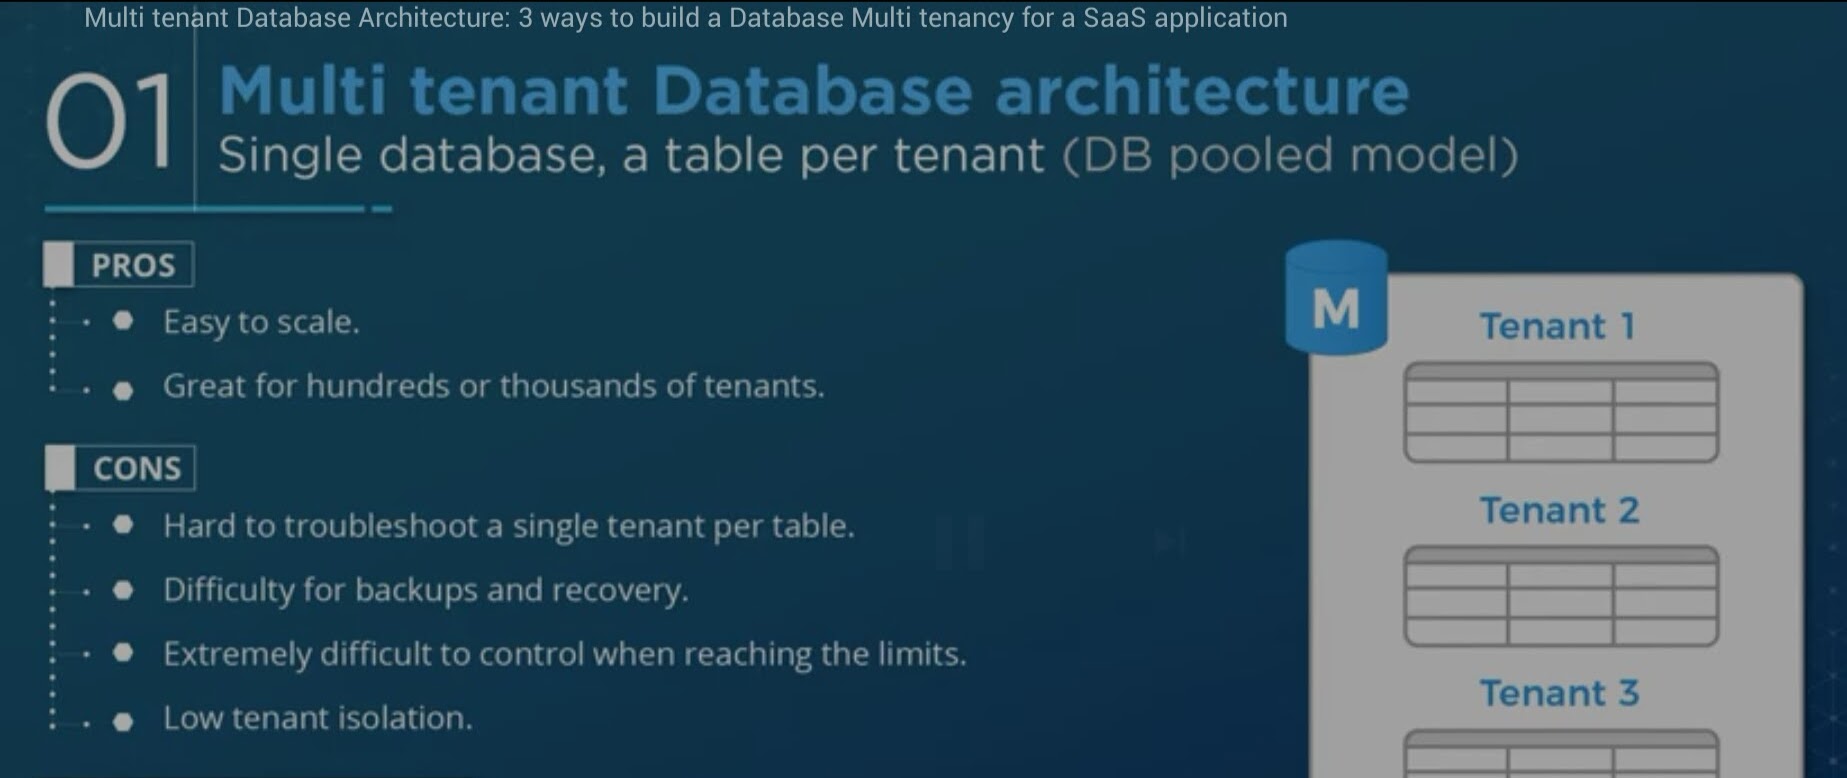 Multi tenant Database Architecture: 3 ways to build a Database Multi tenancy for a SaaS application
01
Multi tenant Database architecture
Single database, a table per tenant (DB pooled model)
PROS
Easy to scale.
Great for hundreds or thousands of tenants.
CONS
Hard to troubleshoot a single tenant per table.
Difficulty for backups and recovery.
Extremely difficult to control when reaching the limits.
Low tenant isolation.
M
Tenant 1
Tenant 2
Tenant 3